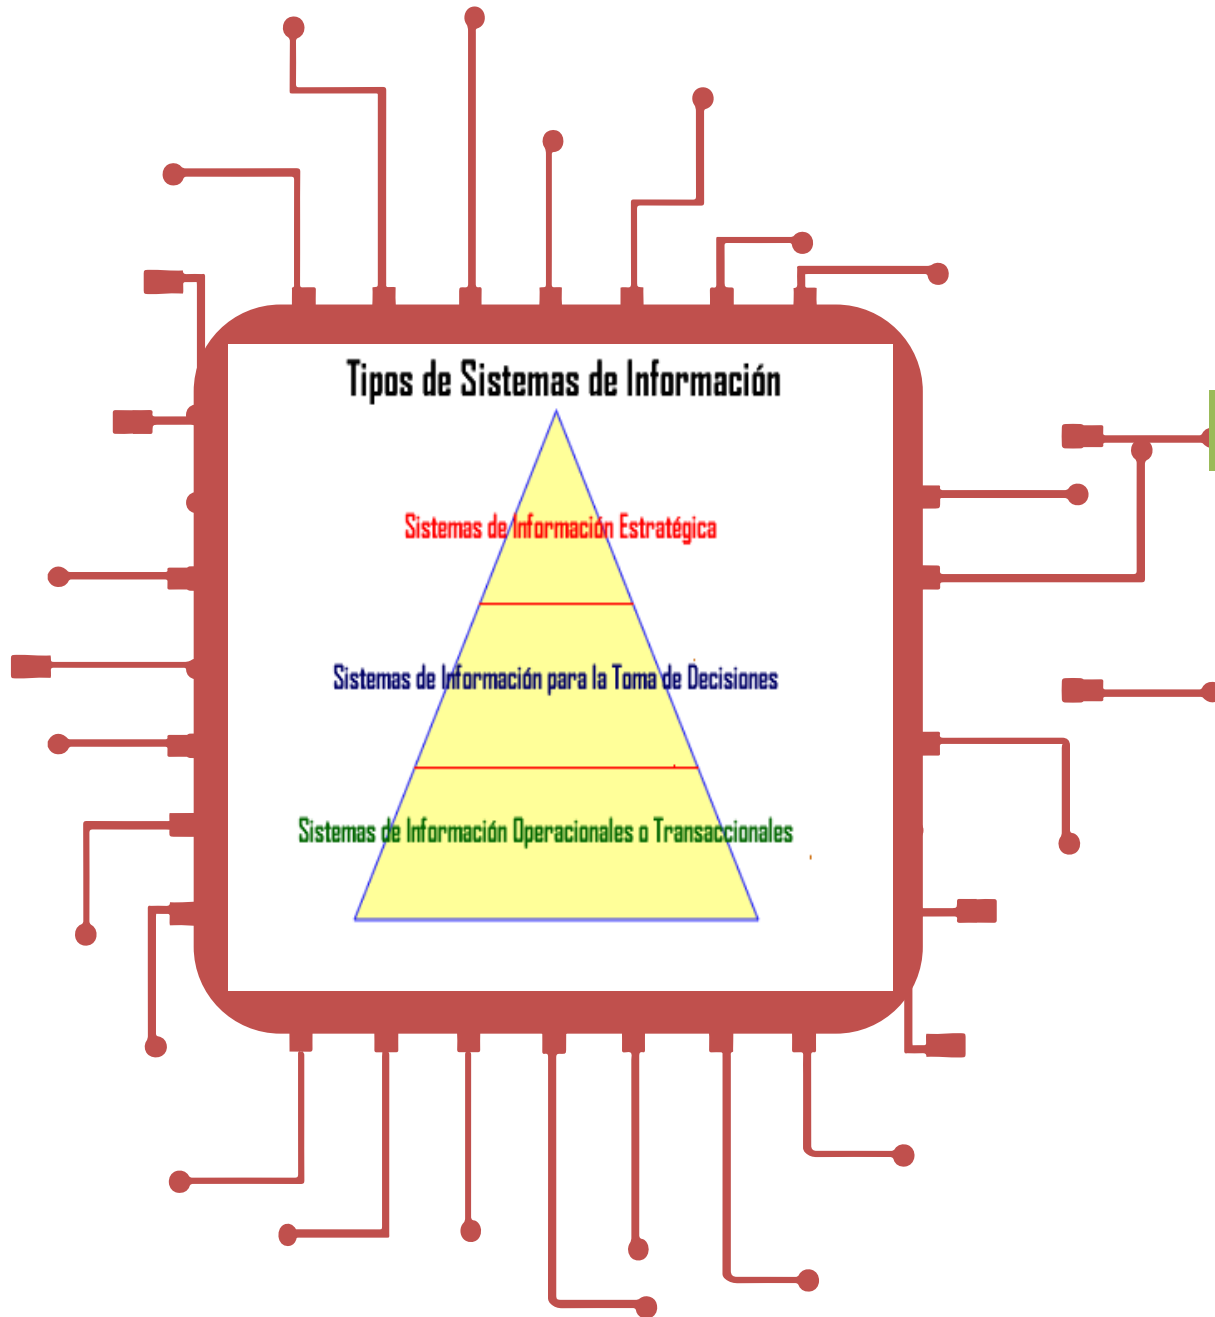 Tipos de Sistemas de Información
Sistemas de Información Estratégica
Sistemas de Información para la Toma de Decisiones
Sistemas de Información Operacionales o Transaccionales